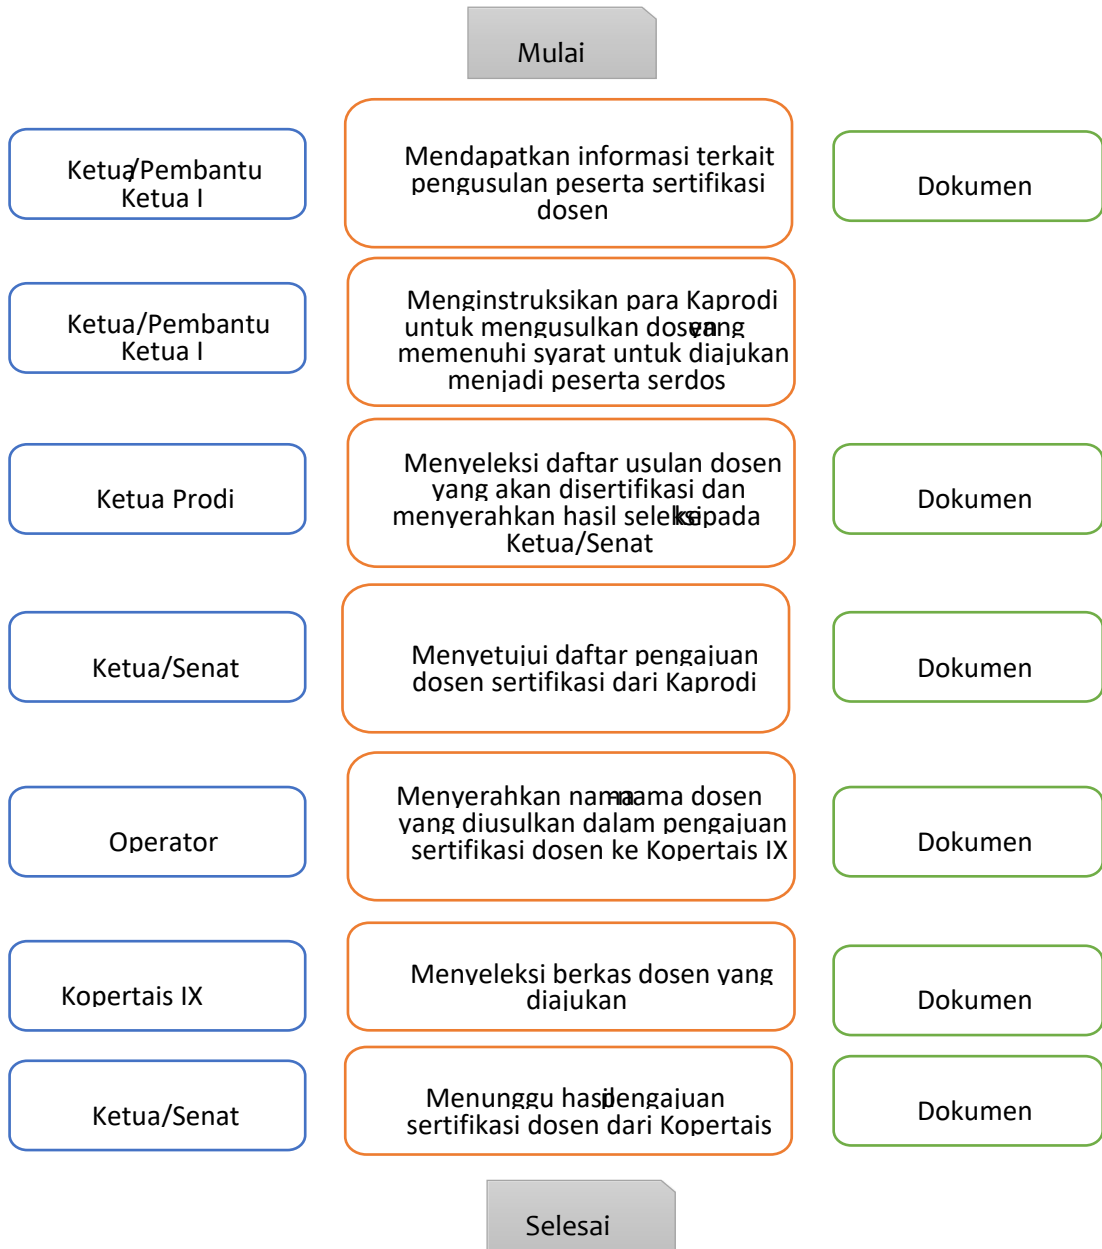 Mulai
Ketua/Pembantu
Ketua I
Mendapatkan informasi terkait
pengusulan peserta sertifikasi
dosen
Dokumen
Ketua/Pembantu
Ketua I
Menginstruksikan para Kaprodi
untuk mengusulkan dosen yang
memenuhi syarat untuk diajukan
menjadi peserta serdos
Ketua Prodi
Menyeleksi daftar usulan dosen
yang akan disertifikasi dan
menyerahkan hasil seleksi kepada
Ketua/Senat
Dokumen
Ketua/Senat
Menyetujui daftar pengajuan
dosen sertifikasi dari Kaprodi
Dokumen
Operator
Menyerahkan nama-nama dosen
yang diusulkan dalam pengajuan
sertifikasi dosen ke Kopertais IX
Dokumen
Kopertais IX
Menyeleksi berkas dosen yang
diajukan
Dokumen
Ketua/Senat
Menunggu hasil pengajuan
sertifikasi dosen dari Kopertais
Dokumen
Selesai